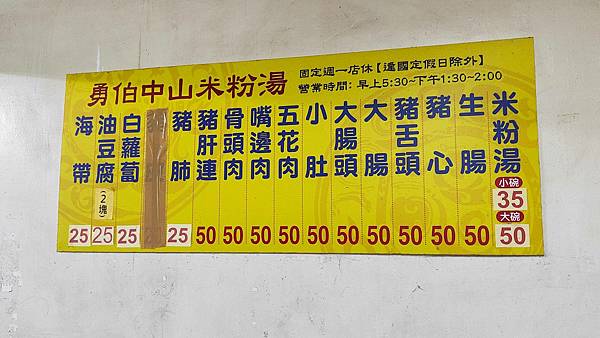 勇伯中山米粉湯
固定週一店休【逢國定假日除外】
營業時間: 早上5:30~下午1:30~2:00
米粉湯 小碗 35 大碗 50
生腸 50
豬心 50
豬舌頭 50
大腸 50
大腸頭 50
小肚 50
五花肉 50
嘴邊肉 50
骨頭肉 50
豬肝連 50
豬肺 25
白蘿蔔 25
油豆腐(2塊) 25
海帶 25